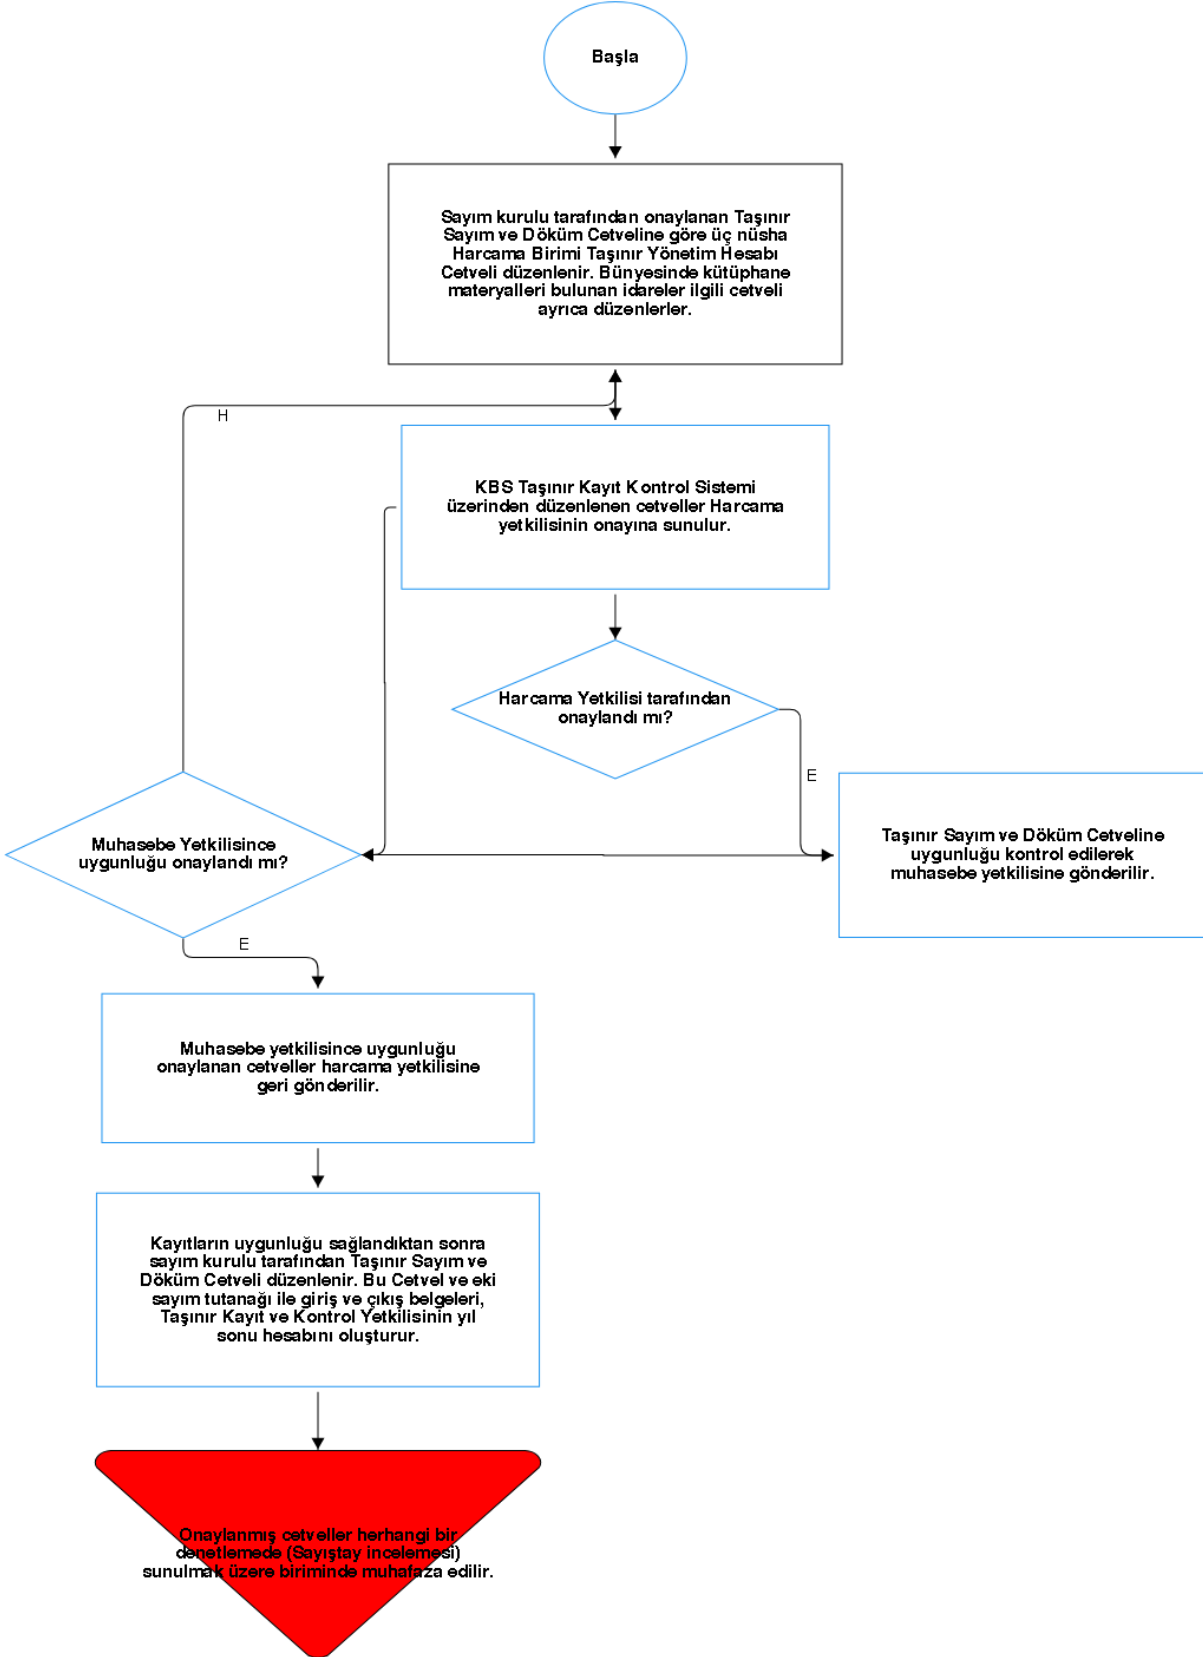 Başla
Sayım kurulu tarafından onaylanan Taşınır
Sayım ve Döküm Cetveline göre üç nüsha
Harcama Birimi Taşınır Yönetim Hesabı
Cetveli düzenlenir. Bünyesinde kütüphane
materyalleri bulunan idareler ilgili cetveli
ayrıca düzenlerler.
H
KBS Taşınır Kayıt Kontrol Sistemi
üzerinden düzenlenen cetveller Harcama
yetkilisinin onayına sunulur.
Harcama Yetkilisi tarafından
onaylandı mı?
E
Muhasebe Yetkilisince
uygunluğu onaylandı mı?
Taşınır Sayım ve Döküm Cetveline
uygunluğu kontrol edilerek
muhasebe yetkilisine gönderilir.
E
Muhasebe yetkilisince uygunluğu
onaylanan cetveller harcama yetkilisine
geri gönderilir.
Kayıtların uygunluğu sağlandıktan sonra
sayım kurulu tarafından Taşınır Sayım ve
Döküm Cetveli düzenlenir. Bu Cetvel ve eki
sayım tutanağı ile giriş ve çıkış belgeleri,
Taşınır Kayıt ve Kontrol Yetkilisinin yıl
sonu hesabını oluşturur.
Onaylanmış cetveller herhangi bir
denetlemede (Sayıştay incelemesi)
sunulmak üzere biriminde muhafaza edilir.